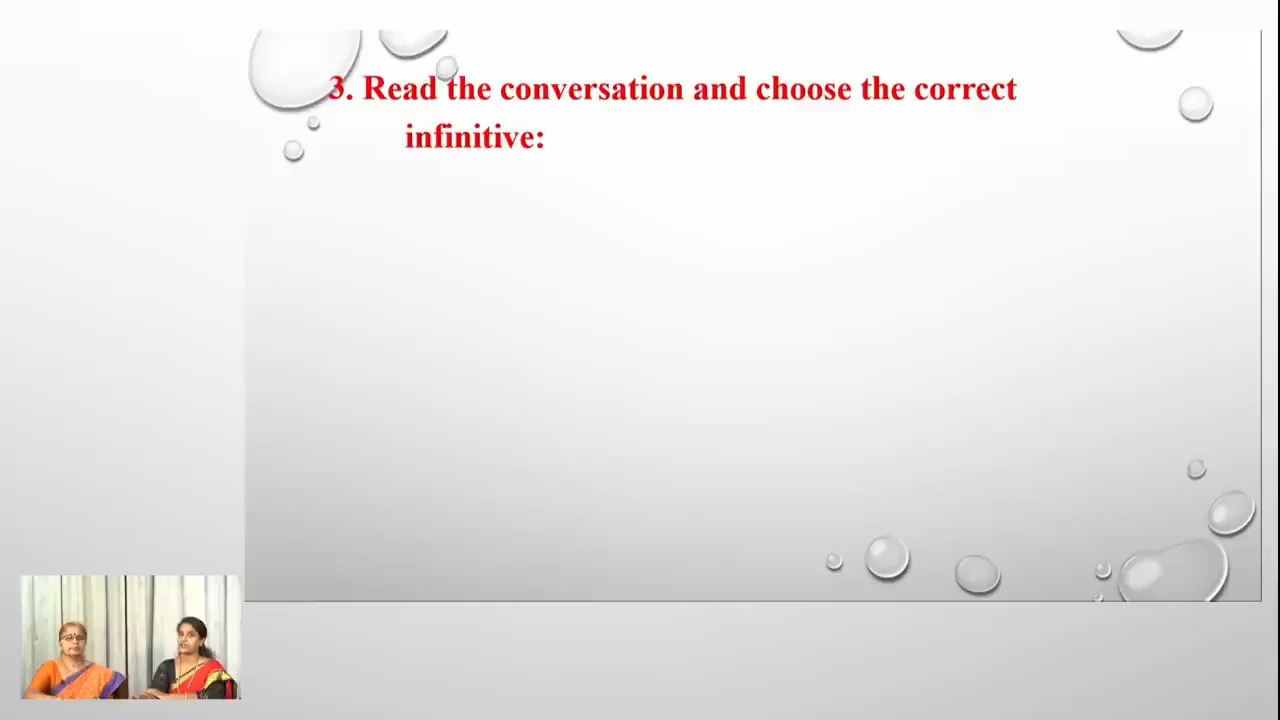 3. Read the conversation and choose the correct
infinitive: